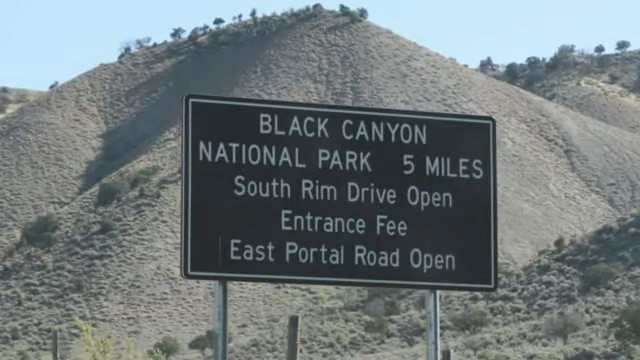 BLACK CANYON
NATIONAL PARK 5 MILES
South Rim Drive Open
Entrance Fee
East Portal Road Open